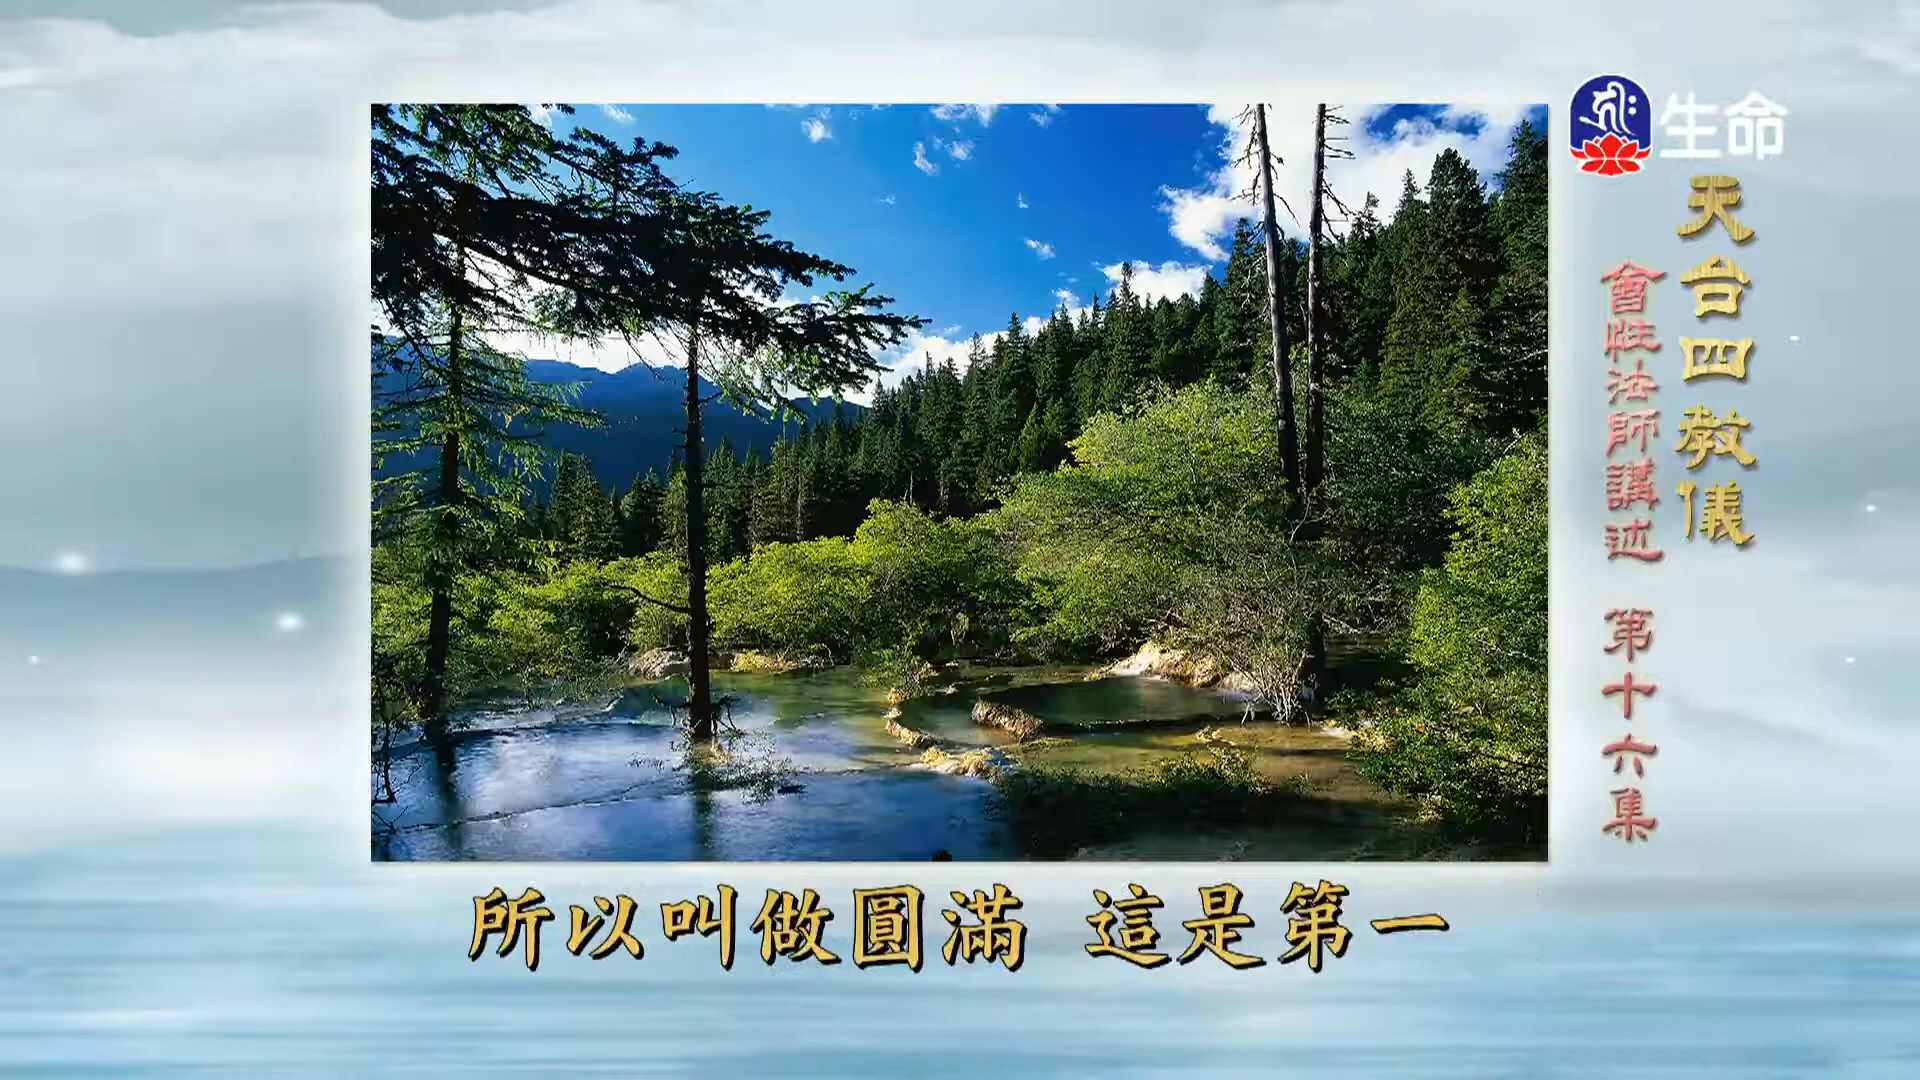 生命
天台四教儀
會性法師講述 第十六集
所以叫做圓滿 這是第一